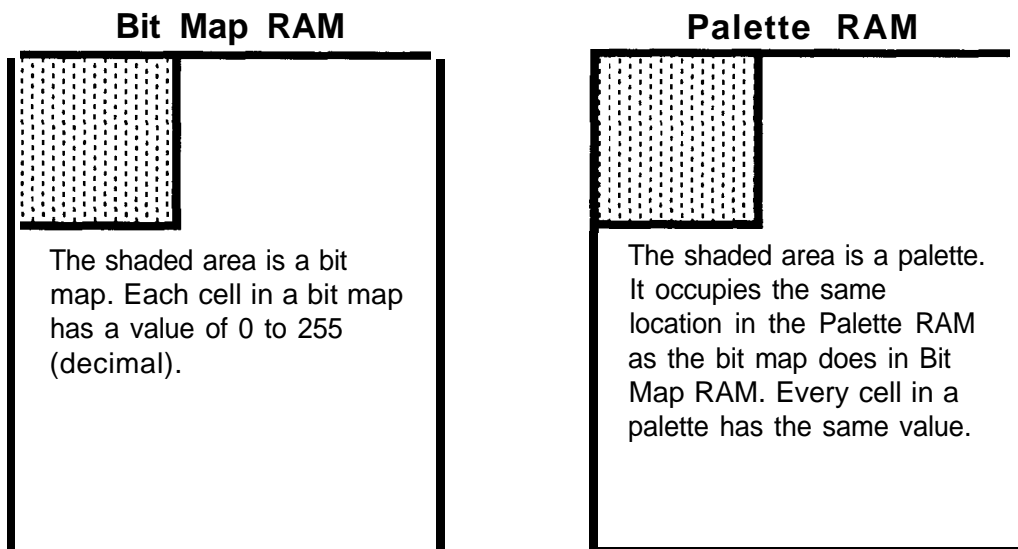 Bit Map RAM
The shaded area is a bit
map. Each cell in a bit map
has a value of 0 to 255
(decimal).
Palette RAM
The shaded area is a palette.
It occupies the same
location in the Palette RAM
as the bit map does in Bit
Map RAM. Every cell in a
palette has the same value.